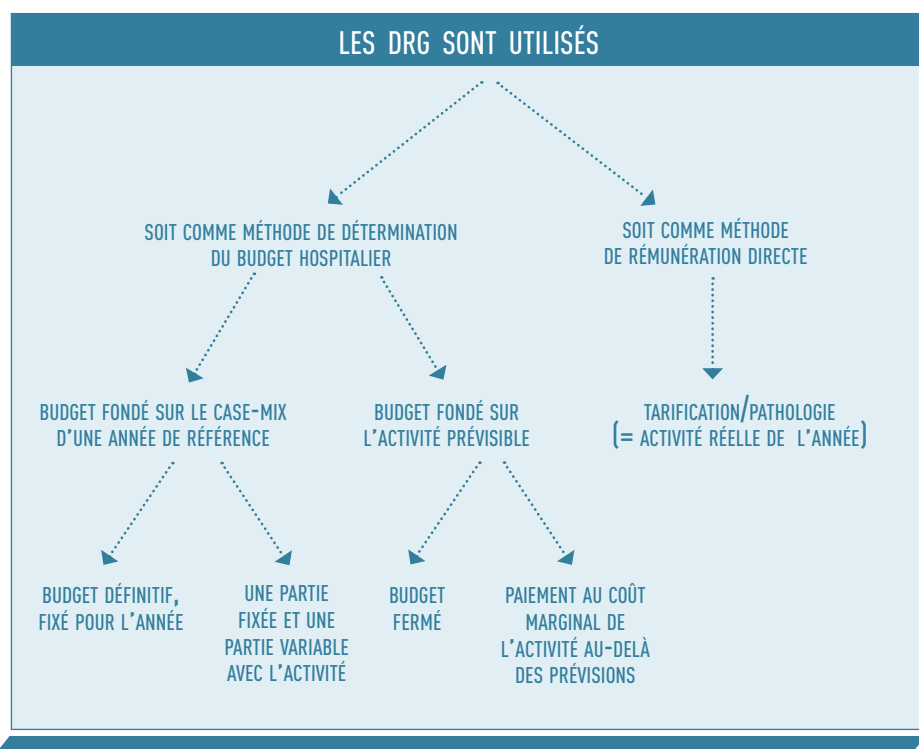 LES DRG SONT UTILISÉS
SOIT COMME MÉTHODE DE DÉTERMINATION
DU BUDGET HOSPITALIER
SOIT COMME MÉTHODE
DE RÉMUNÉRATION DIRECTE
BUDGET FONDÉ SUR LE CASE-MIX
D'UNE ANNÉE DE RÉFÉRENCE
BUDGET FONDÉ SUR
L'ACTIVITÉ PRÉVISIBLE
TARIFICATION/PATHOLOGIE
(= ACTIVITÉ RÉELLE DE L'ANNÉE)
BUDGET DÉFINITIF,
FIXÉ POUR L'ANNÉE
UNE PARTIE
FIXÉE ET UNE
PARTIE VARIABLE
AVEC L'ACTIVITÉ
BUDGET
FERMÉ
PAIEMENT AU COÛT
MARGINAL DE
L'ACTIVITÉ AU-DELÀ
DES PRÉVISIONS